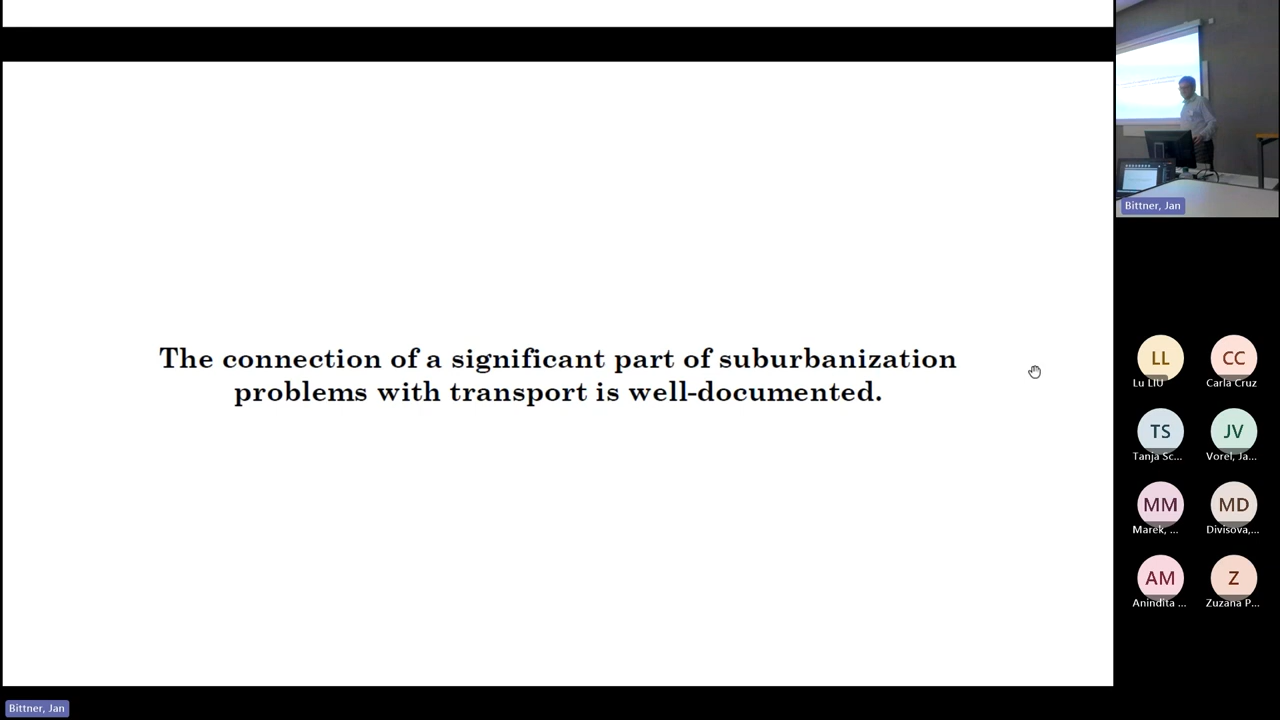 The connection of a significant part of suburbanization
problems with transport is well-documented.
Bittner, Jan
LL
Lu LIU
CC
Carla Cruz
TS
Tanja Sc...
JV
Vorel, Ja...
MM
Marek, ...
MD
Divisova,...
AM
Anindita ...
Z
Zuzana P...
Bittner, Jan